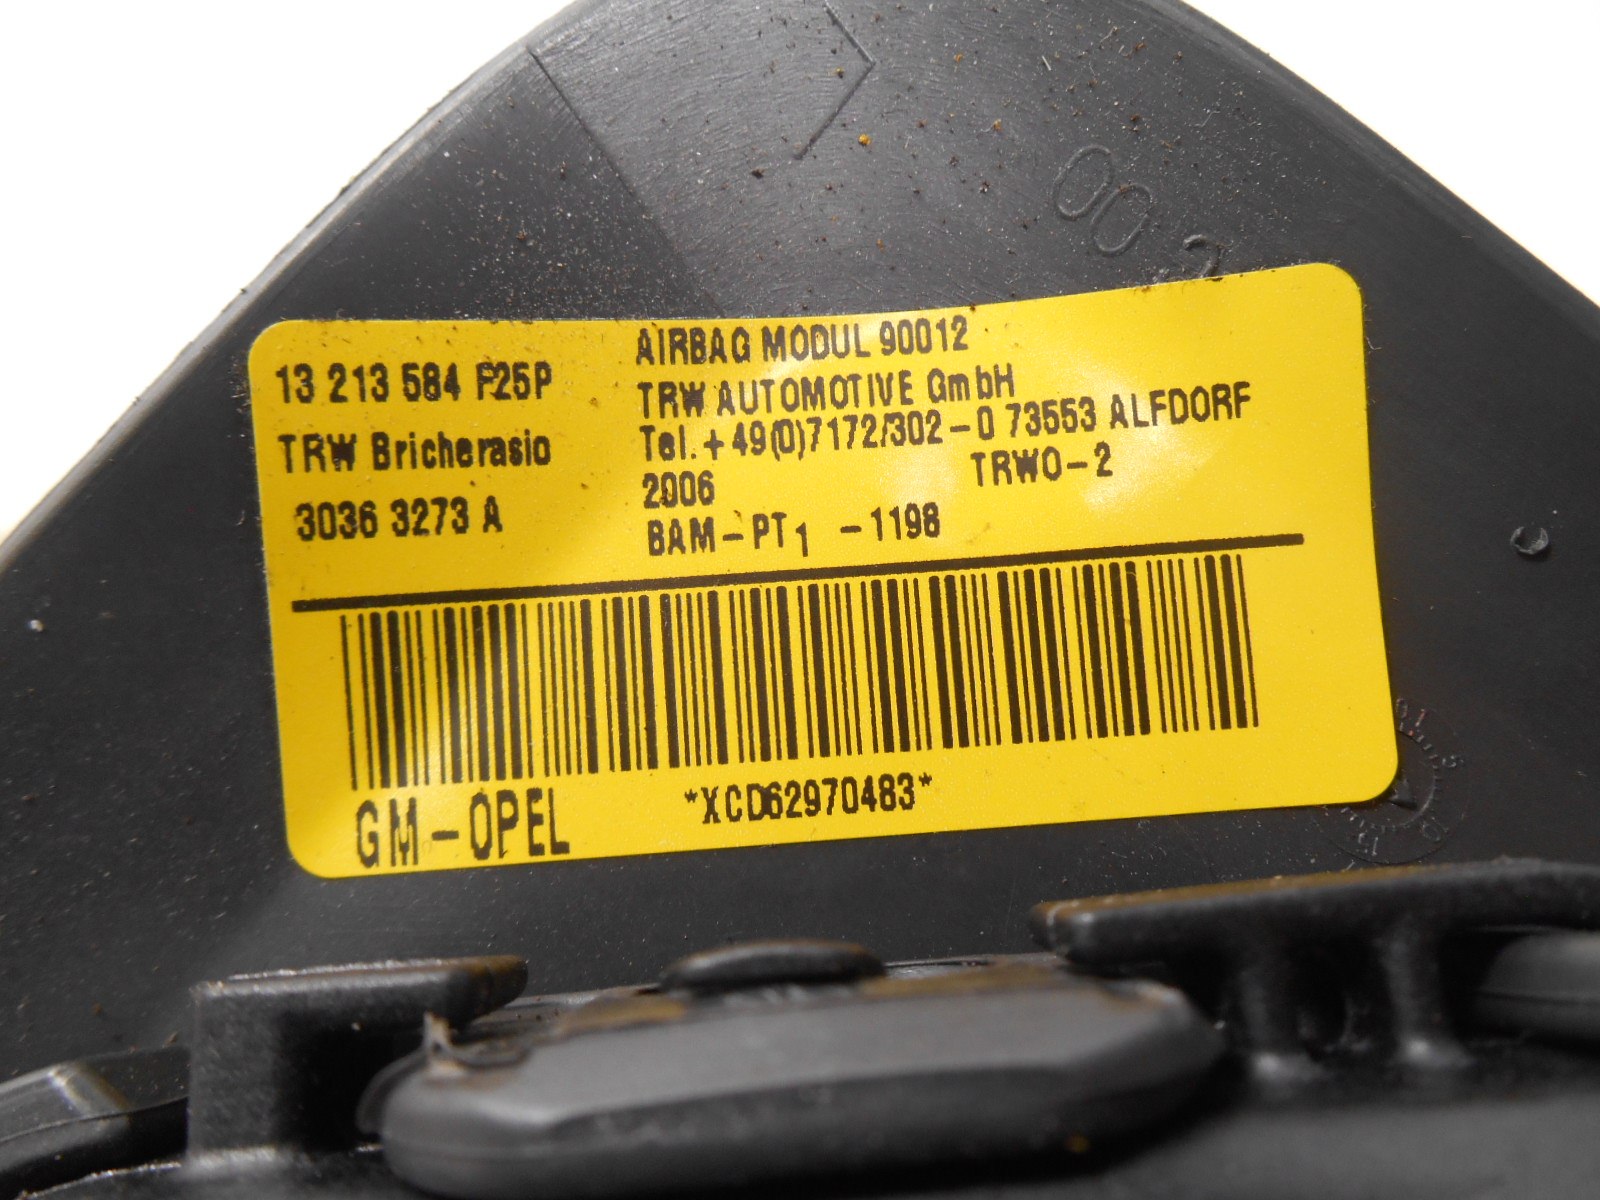 00
13 213 584 F25P
TRW Bricherasio
3036 3273 A
AIRBAG MODUL 90012
TRW AUTOMOTIVE GmbH
Tel. +49(0)7172/302-0 73553 ALFDORF
2006 TRWO-2
BAM-PT1 -1198
GM-OPEL *XCD62970483*